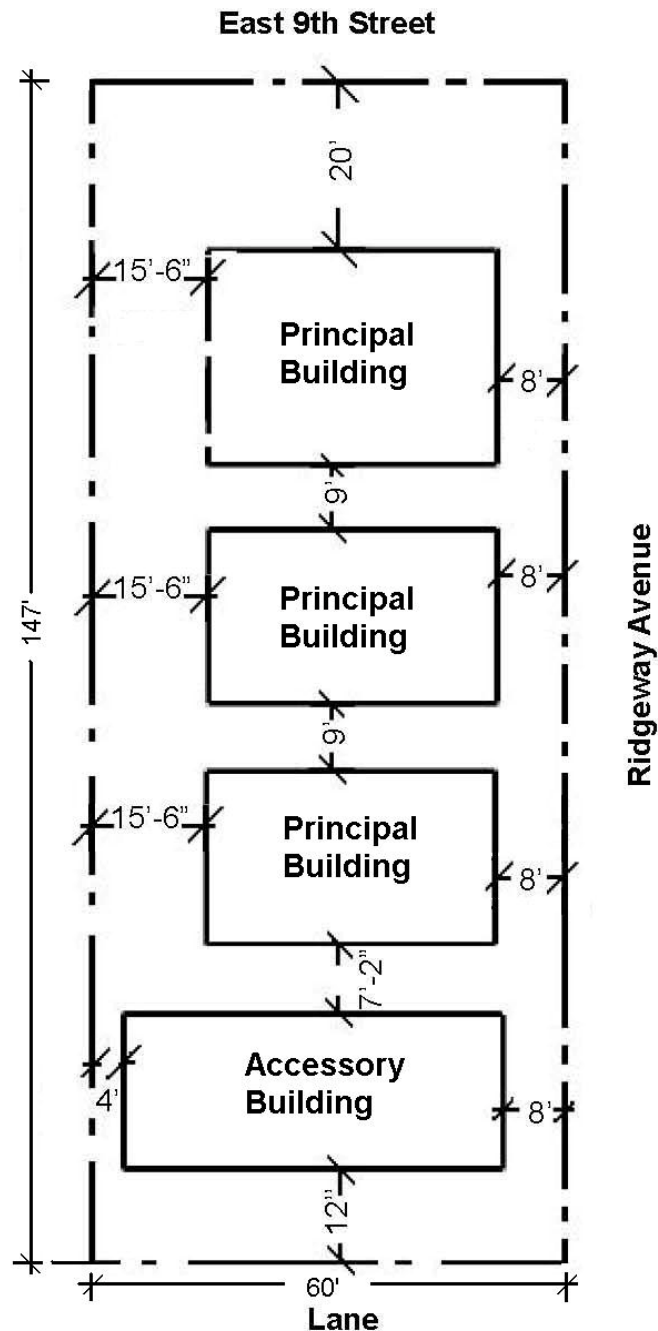 East 9th Street
20’
15’-6”
Principal
Building
8’
9’
15’-6”
Principal
Building
8’
147'
Ridgeway Avenue
9’
15’-6”
Principal
Building
8’
7’-2”
Accessory
Building
4’
8’
12”
60'
Lane